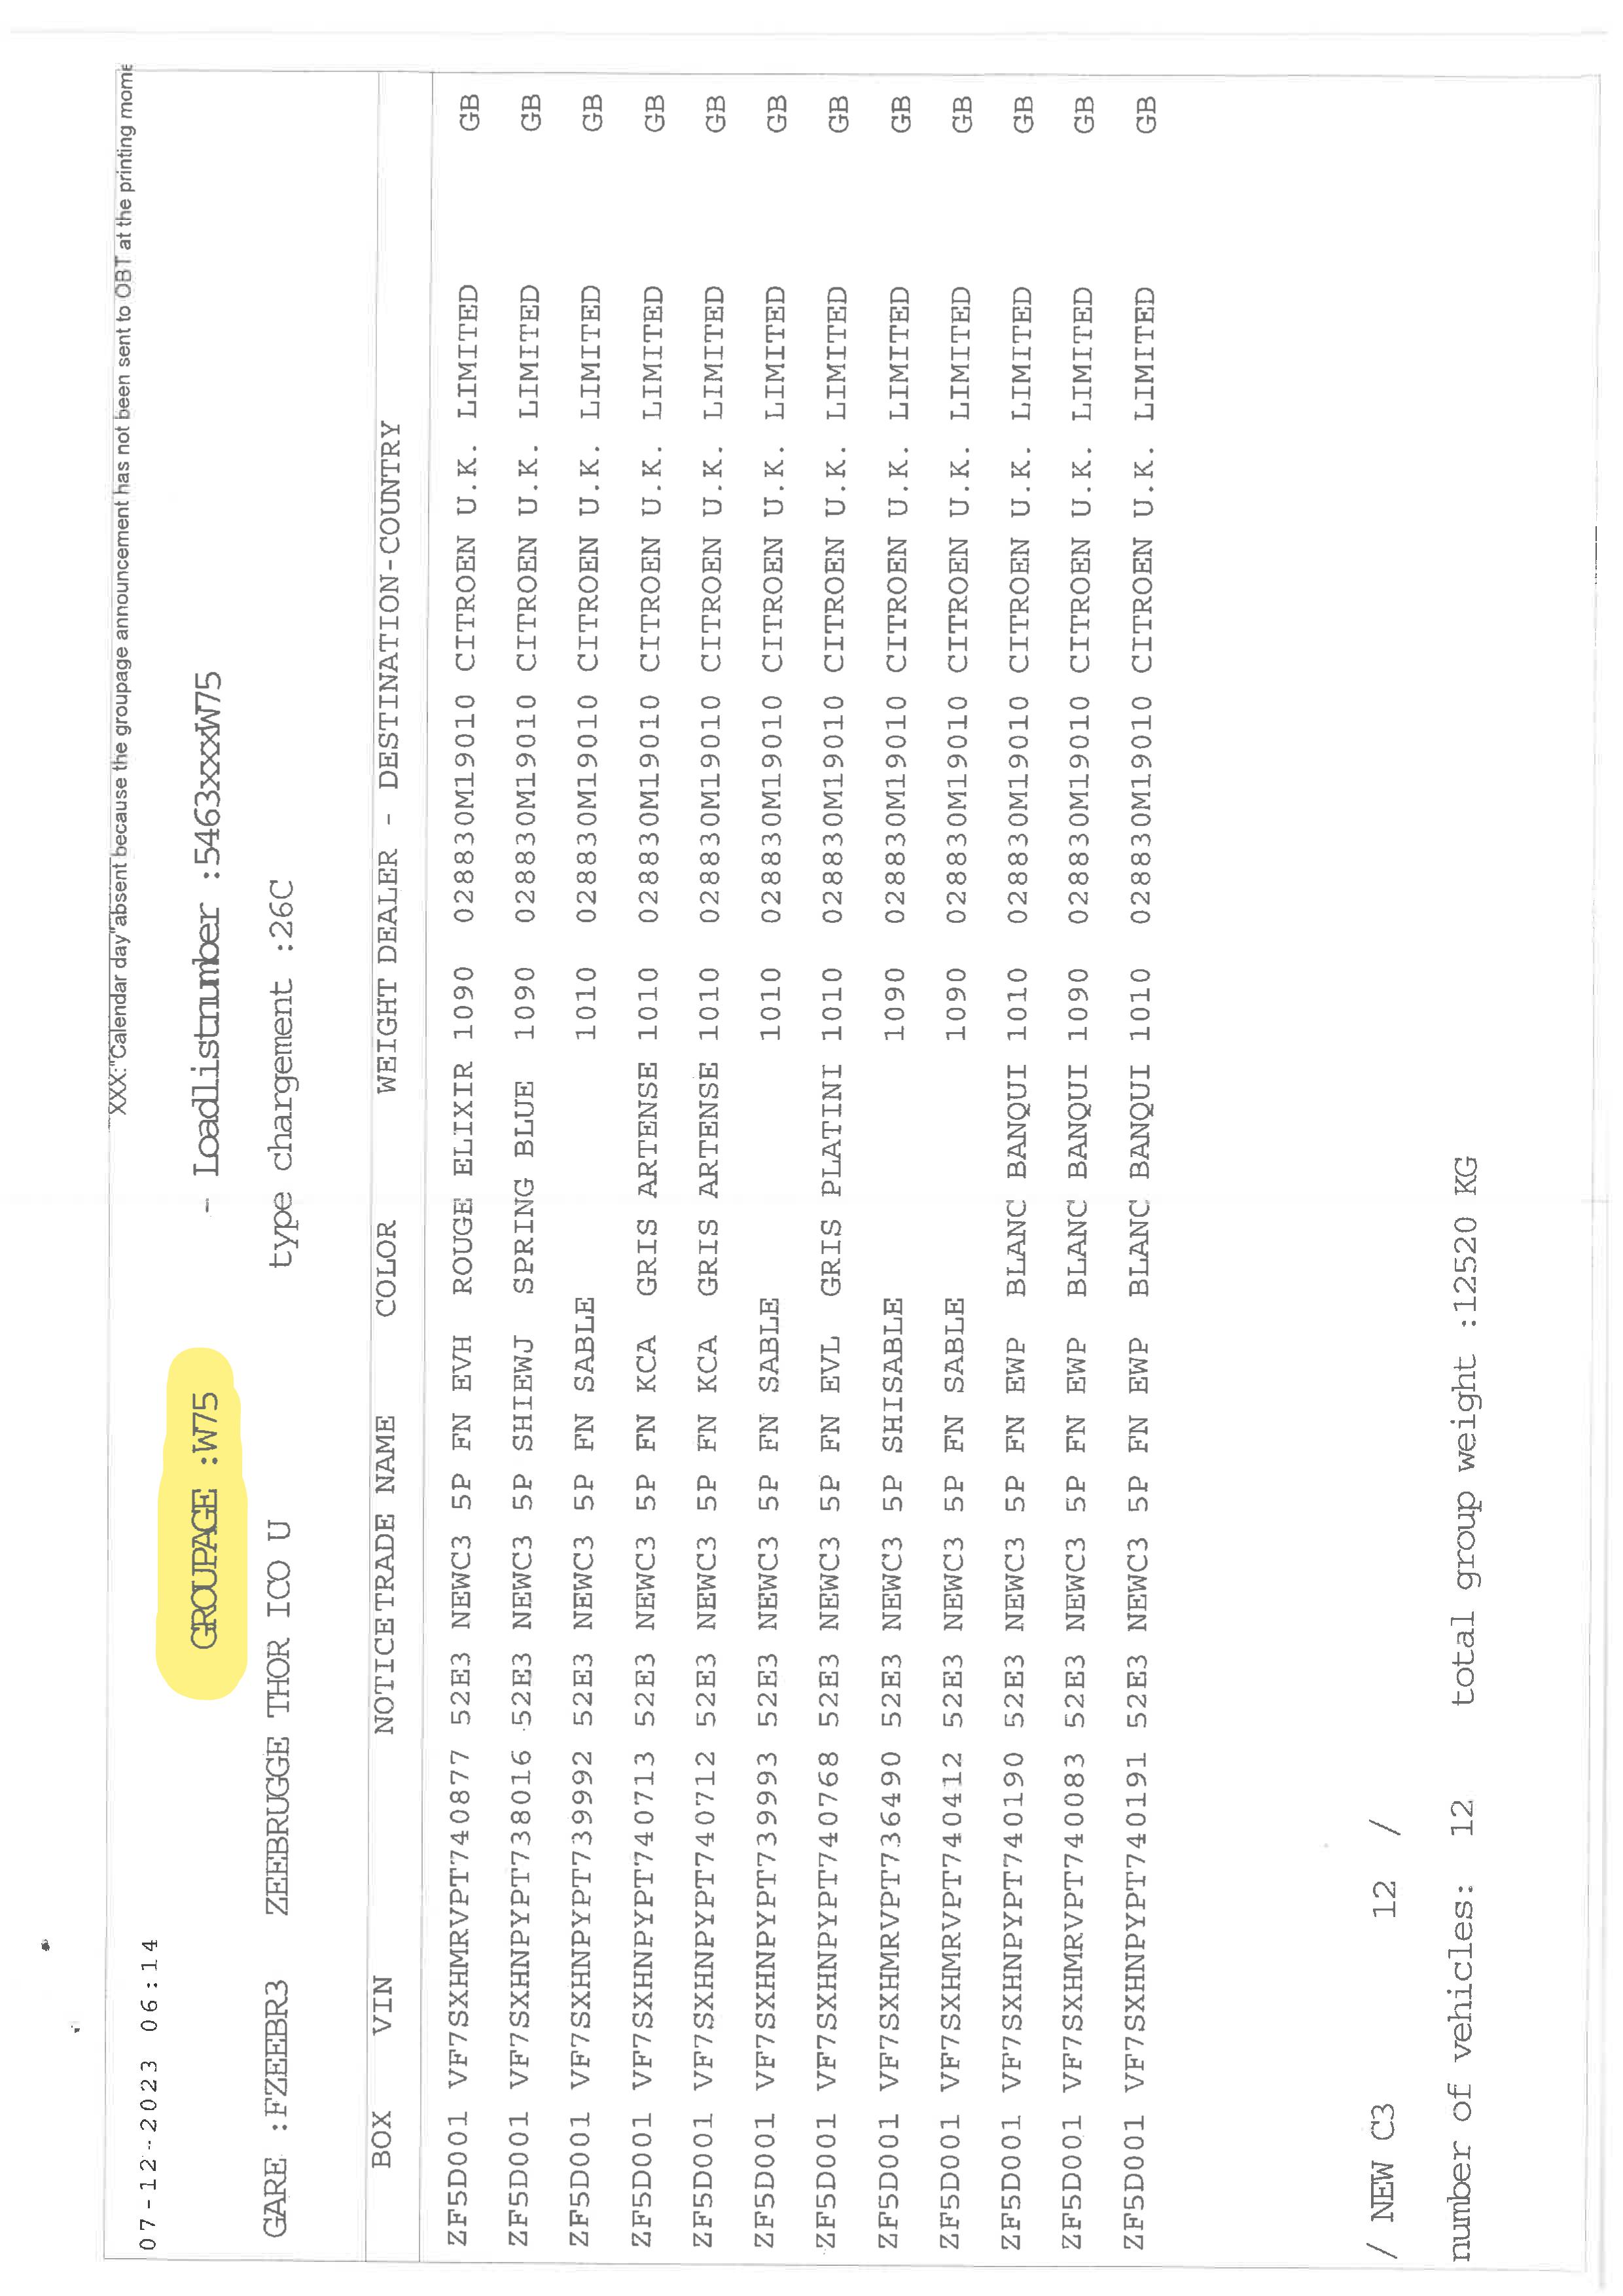 XXX:"Calendar day"absent because the groupage announcement has not been sent to OBT at the printing mome
07-12-2023 06:14
GROUPAGE :W75 - Loadlistnumber :5463xxxW75
GARE :FZEEBR3 ZEEBRUGGE THOR ICO U type chargement :26C
BOX VIN NOTICE TRADE NAME COLOR WEIGHT DEALER - DESTINATION-COUNTRY
ZF5D001 VF7SXHMRVPT740877 52E3 NEWC3 5P FN EVH ROUGE ELIXIR 1090 028830M19010 CITROEN U.K. LIMITED GB
ZF5D001 VF7SXHNPYPT738016 52E3 NEWC3 5P SHIEWJ SPRING BLUE 1090 028830M19010 CITROEN U.K. LIMITED GB
ZF5D001 VF7SXHNPYPT739992 52E3 NEWC3 5P FN SABLE 1010 028830M19010 CITROEN U.K. LIMITED GB
ZF5D001 VF7SXHNPYPT740713 52E3 NEWC3 5P FN KCA GRIS ARTENSE 1010 028830M19010 CITROEN U.K. LIMITED GB
ZF5D001 VF7SXHNPYPT740712 52E3 NEWC3 5P FN KCA GRIS ARTENSE 1010 028830M19010 CITROEN U.K. LIMITED GB
ZF5D001 VF7SXHNPYPT739993 52E3 NEWC3 5P FN SABLE 1010 028830M19010 CITROEN U.K. LIMITED GB
ZF5D001 VF7SXHNPYPT740768 52E3 NEWC3 5P FN EVL GRIS PLATINI 1010 028830M19010 CITROEN U.K. LIMITED GB
ZF5D001 VF7SXHMRVPT736490 52E3 NEWC3 5P SHISABLE 1090 028830M19010 CITROEN U.K. LIMITED GB
ZF5D001 VF7SXHMRVPT740412 52E3 NEWC3 5P FN SABLE 1090 028830M19010 CITROEN U.K. LIMITED GB
ZF5D001 VF7SXHNPYPT740190 52E3 NEWC3 5P FN EWP BLANC BANQUI 1010 028830M19010 CITROEN U.K. LIMITED GB
ZF5D001 VF7SXHMRVPT740083 52E3 NEWC3 5P FN EWP BLANC BANQUI 1090 028830M19010 CITROEN U.K. LIMITED GB
ZF5D001 VF7SXHNPYPT740191 52E3 NEWC3 5P FN EWP BLANC BANQUI 1010 028830M19010 CITROEN U.K. LIMITED GB
/ NEW C3 12 /
number of vehicles: 12 total group weight :12520 KG